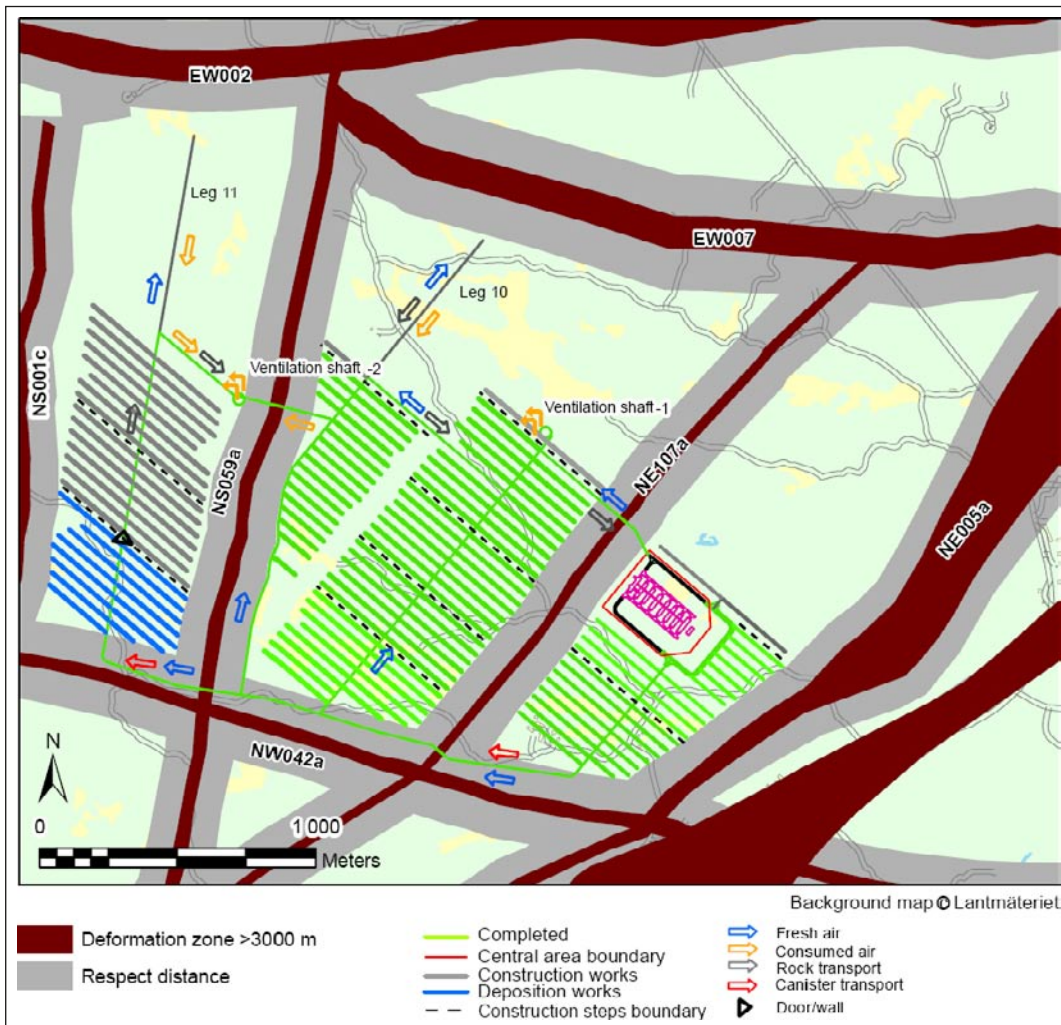 EW002
Leg 11
EW007
Leg 10
NS001c
Ventilation shaft -2
Ventilation shaft-1
NS059a
NE107a
NE005a
N
NW042a
0
1 000
Meters
Background map © Lantmäteriet
Deformation zone >3000 m
Respect distance
Completed
Central area boundary
Construction works
Deposition works
Construction steps boundary
Fresh air
Consumed air
Rock transport
Canister transport
Door/wall